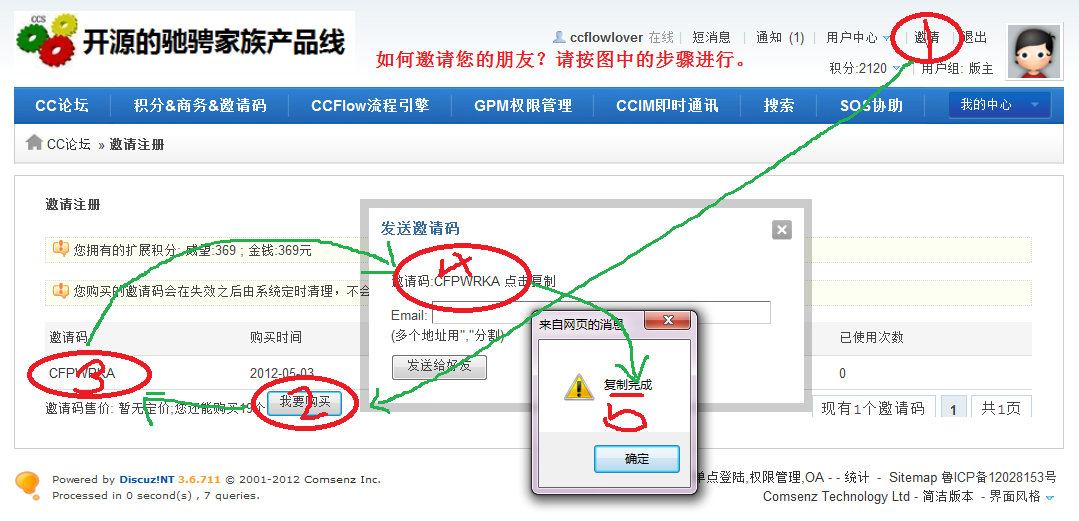 CCS
开源的驰骋家族产品线
ccflowlover 在线 | 短消息 | 通知 (1) | 用户中心 | 邀请 | 退出
如何邀请您的朋友？请按图中的步骤进行。
积分:2120 用户组: 版主
1
CC论坛 积分&商务&邀请码 CCFlow流程引擎 GPM权限管理 CCIM即时通讯 搜索 SOS协助 我的中心
CC论坛 » 邀请注册
邀请注册
发送邀请码
您拥有的扩展积分: 威望:369 ; 金钱:369元
4
邀请码:CFPWRKA 点击复制
您购买的邀请码会在失效之后由系统定时清理，不会
Email:
(多个地址用","分割)
发送给好友
来自网页的消息
复制完成
5
确定
邀请码 购买时间 已使用次数
CFPWRKA 2012-05-03 0
3
邀请码售价: 暂无定价;您还能购买19个 我要购买
2
现有1个邀请码 1 共1页
Powered by Discuz!NT 3.6.711 © 2001-2012 Comsenz Inc.
Processed in 0 second(s) , 7 queries.
单点登陆,权限管理,OA - - 统计 - Sitemap 鲁ICP备12028153号
Comsenz Technology Ltd - 简洁版本 - 界面风格